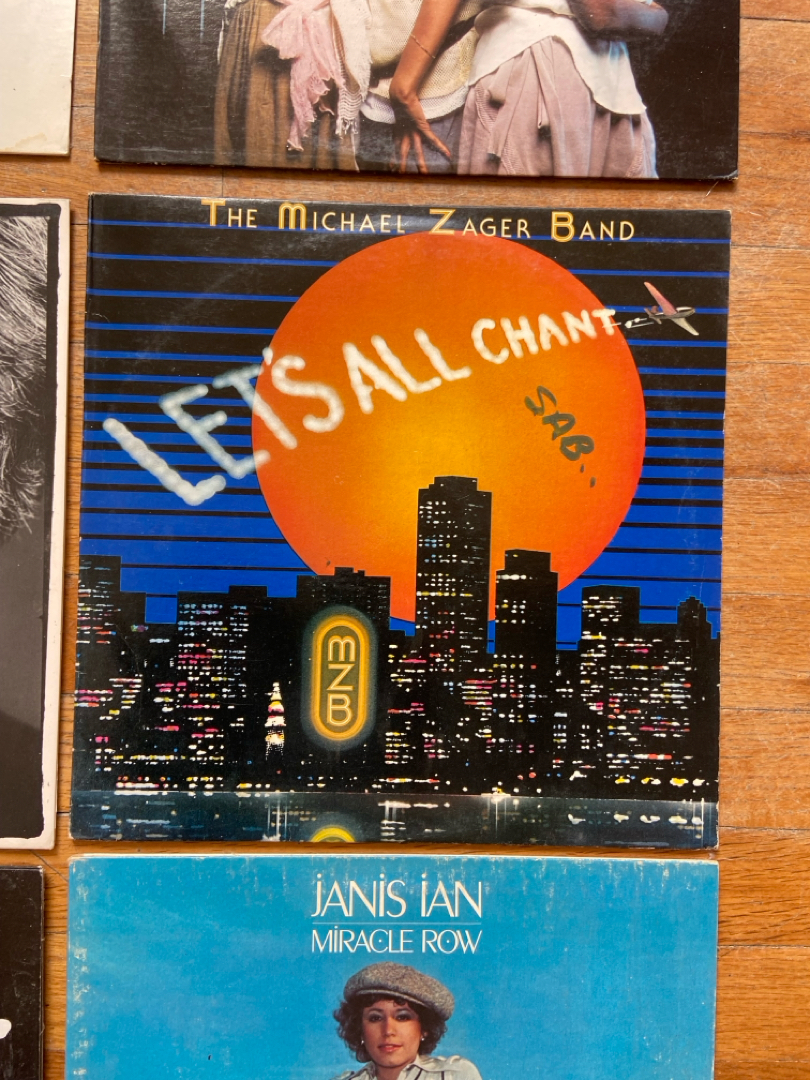 THE MICHAEL ZAGER BAND
LET'S ALL CHANT
SAB..
MZB
JANIS IAN
MIRACLE ROW